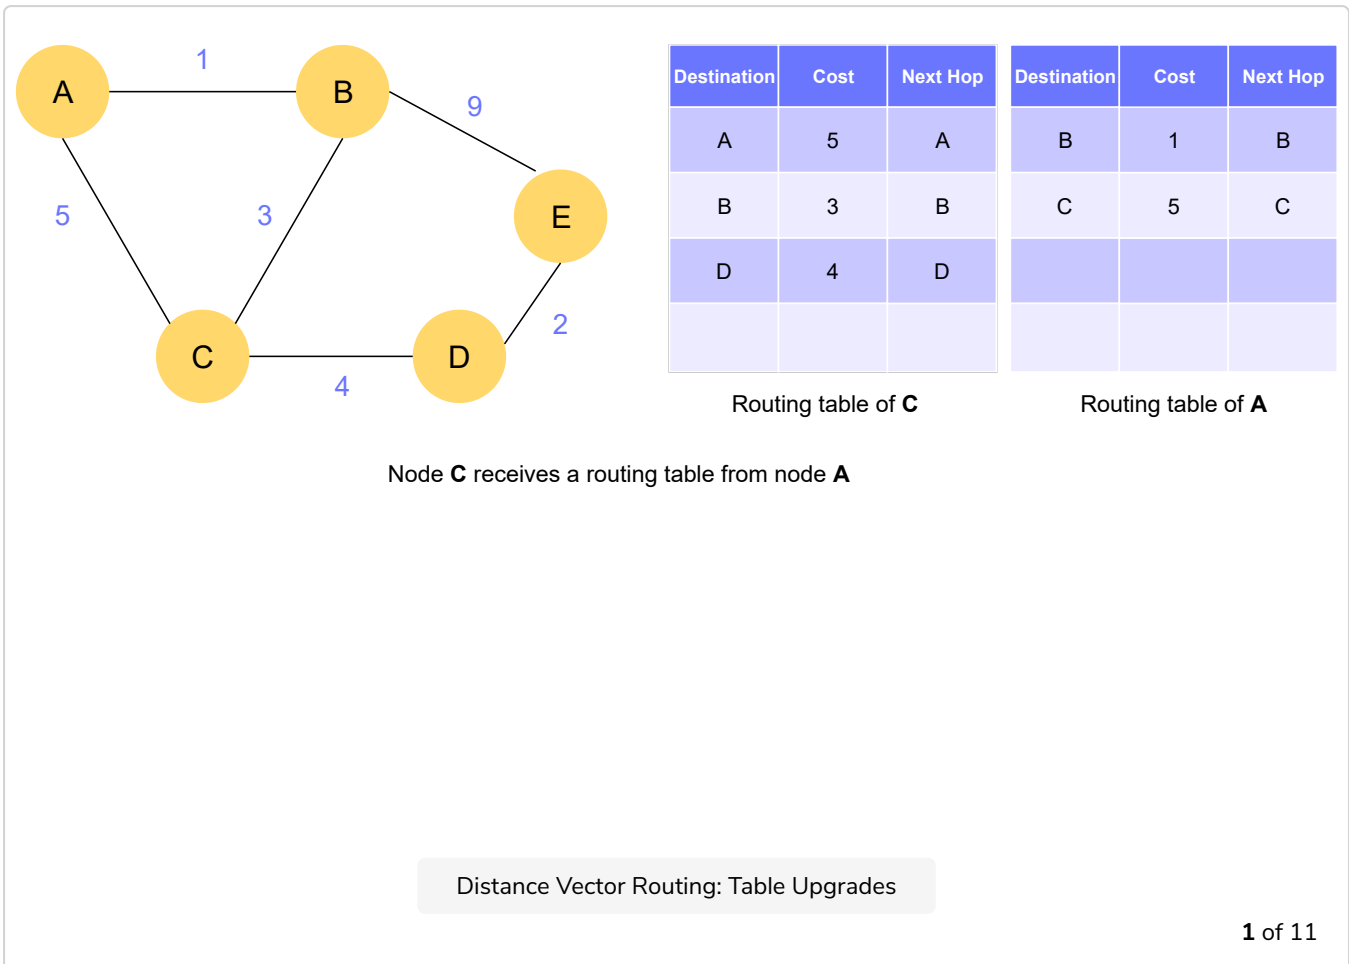 A
1
B
9
5
3
E
C
4
D
2
Destination Cost Next Hop
A 5 A
B 3 B
D 4 D
Routing table of C
Destination Cost Next Hop
B 1 B
C 5 C
Routing table of A
Node C receives a routing table from node A
Distance Vector Routing: Table Upgrades
1 of 11